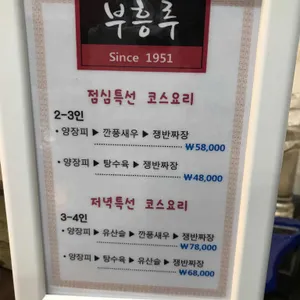 부흥루
Since 1951
점심특선 코스요리
2-3인
· 양장피 ▶ 깐풍새우 ▶ 쟁반짜장
₩58,000
· 양장피 ▶ 탕수육 ▶ 쟁반짜장
₩48,000
저녁특선 코스요리
3-4인
· 양장피 ▶ 유산슬 ▶ 깐풍새우 ▶ 쟁반짜장
₩78,000
· 양장피 ▶ 탕수육 ▶ 유산슬 ▶ 쟁반짜장
₩68,000